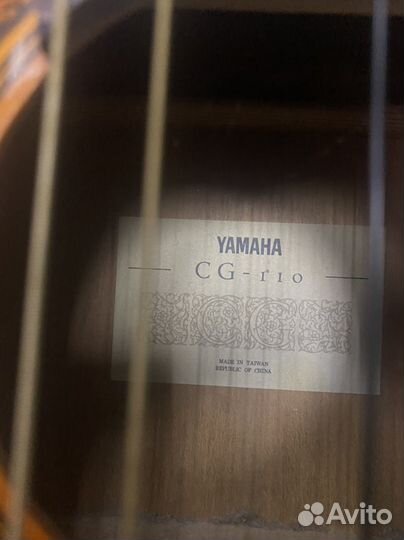 YAMAHA
CG-110
MADE IN TAIWAN
REPUBLIC OF CHINA
Avito